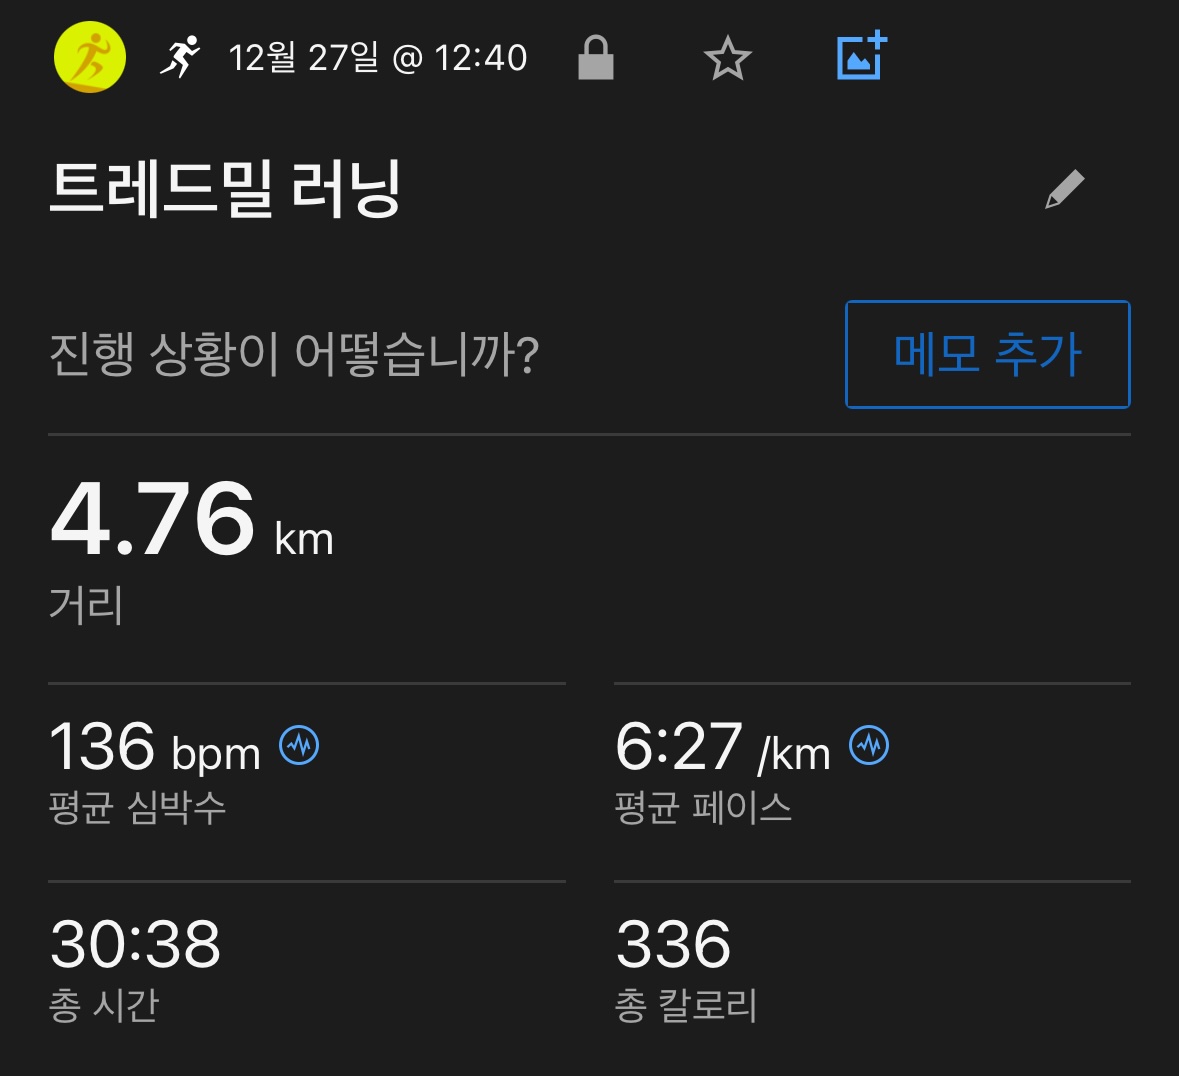 12월 27일 @ 12:40
트레드밀 러닝
진행 상황이 어떻습니까?
메모 추가
4.76 km
거리
136 bpm
평균 심박수
6:27 /km
평균 페이스
30:38
총 시간
336
총 칼로리